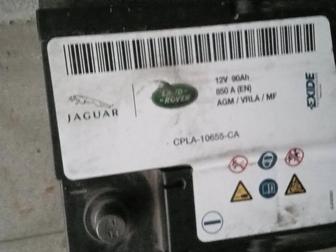 JAGUAR
LAND
ROVER
12V 90Ah
850 A (EN)
AGM / VRLA / MF
EXIDE
CPLA-10655-CA